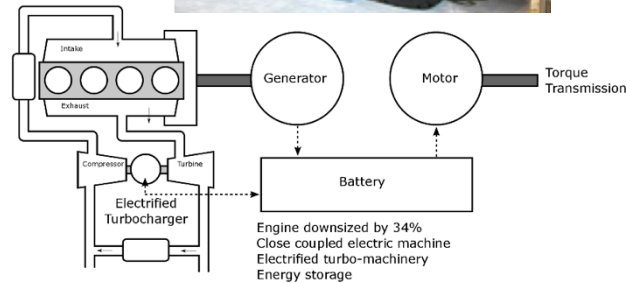 Intake
Exhaust
Generator
Motor
Torque
Transmission
Compressor
Turbine
Electrified
Turbocharger
Battery
Engine downsized by 34%
Close coupled electric machine
Electrified turbo-machinery
Energy storage